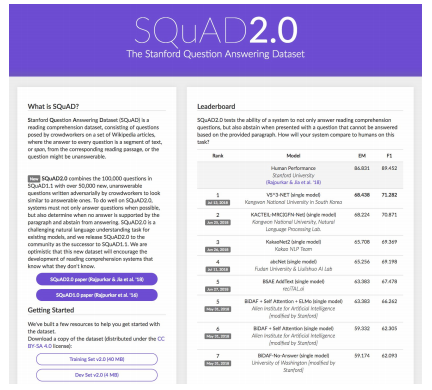 SQuAD2.0
The Stanford Question Answering Dataset
What is SQuAD?
Stanford Question Answering Dataset (SQuAD) is a
reading comprehension dataset, consisting of questions
posed by crowdworkers on a set of Wikipedia articles,
where the answer to every question is a segment of text,
or span, from the corresponding reading passage, or the
question might be unanswerable.
New SQuAD2.0 combines the 100,000 questions in
SQuAD1.1 with over 50,000 new, unanswerable
questions written adversarially by crowdworkers to look
similar to answerable ones. To do well on SQuAD2.0,
systems must not only answer questions when possible,
but also determine when no answer is supported by the
paragraph and abstain from answering. SQuAD2.0 is a
challenging natural language understanding task for
existing models, and we release SQuAD2.0 to the
community as the successor to SQuAD1.1. We are
optimistic that this new dataset will encourage the
development of reading comprehension systems that
know what they don't know.
SQuAD2.0 paper (Rajpurkar & Jia et al. '18)
SQuAD1.0 paper (Rajpurkar et al. '16)
Getting Started
We've built a few resources to help you get started with
the dataset.
Download a copy of the dataset (distributed under the CC
BY-SA 4.0 license):
Training Set v2.0 (40 MB)
Dev Set v2.0 (4 MB)
Leaderboard
SQuAD2.0 tests the ability of a system to not only answer reading comprehension
questions, but also abstain when presented with a question that cannot be answered
based on the provided paragraph. How will your system compare to humans on this
task?
Rank Model EM F1
Human Performance 86.831 89.452
Stanford University
(Rajpurkar & Jia et al. '18)
1 VS^3-NET (single model) 68.438 71.282
Jul 13, 2018 Kangwon National University in South Korea
2 KACTEIL-MRC(GFN-Net) (single model) 68.224 70.871
Jun 25, 2018 Kangwon National University, Natural
Language Processing Lab.
3 KakaoNet2 (single model) 65.708 69.369
Jun 26, 2018 Kakao NLP Team
4 abcNet (single model) 65.256 69.198
Jul 11, 2018 Fudan University & Liulishuo AI Lab
5 BSAE AddText (single model) 63.383 67.478
Jun 27, 2018 reciTAL.ai
5 BiDAF + Self Attention + ELMo (single model) 63.383 66.262
May 31, 2018 Allen Institute for Artificial Intelligence
[modified by Stanford]
6 BiDAF + Self Attention (single model) 59.332 62.305
May 31, 2018 Allen Institute for Artificial Intelligence
[modified by Stanford]
7 BiDAF-No-Answer (single model) 59.174 62.093
May 31, 2018 University of Washington [modified by
Stanford]